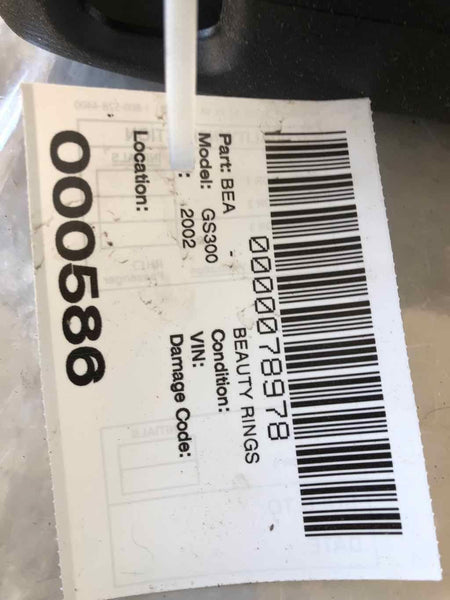 0000078978
Part: BEA - BEAUTY RINGS
Model: GS300 Condition:
: 2002 VIN:
Location: Damage Code:
000586